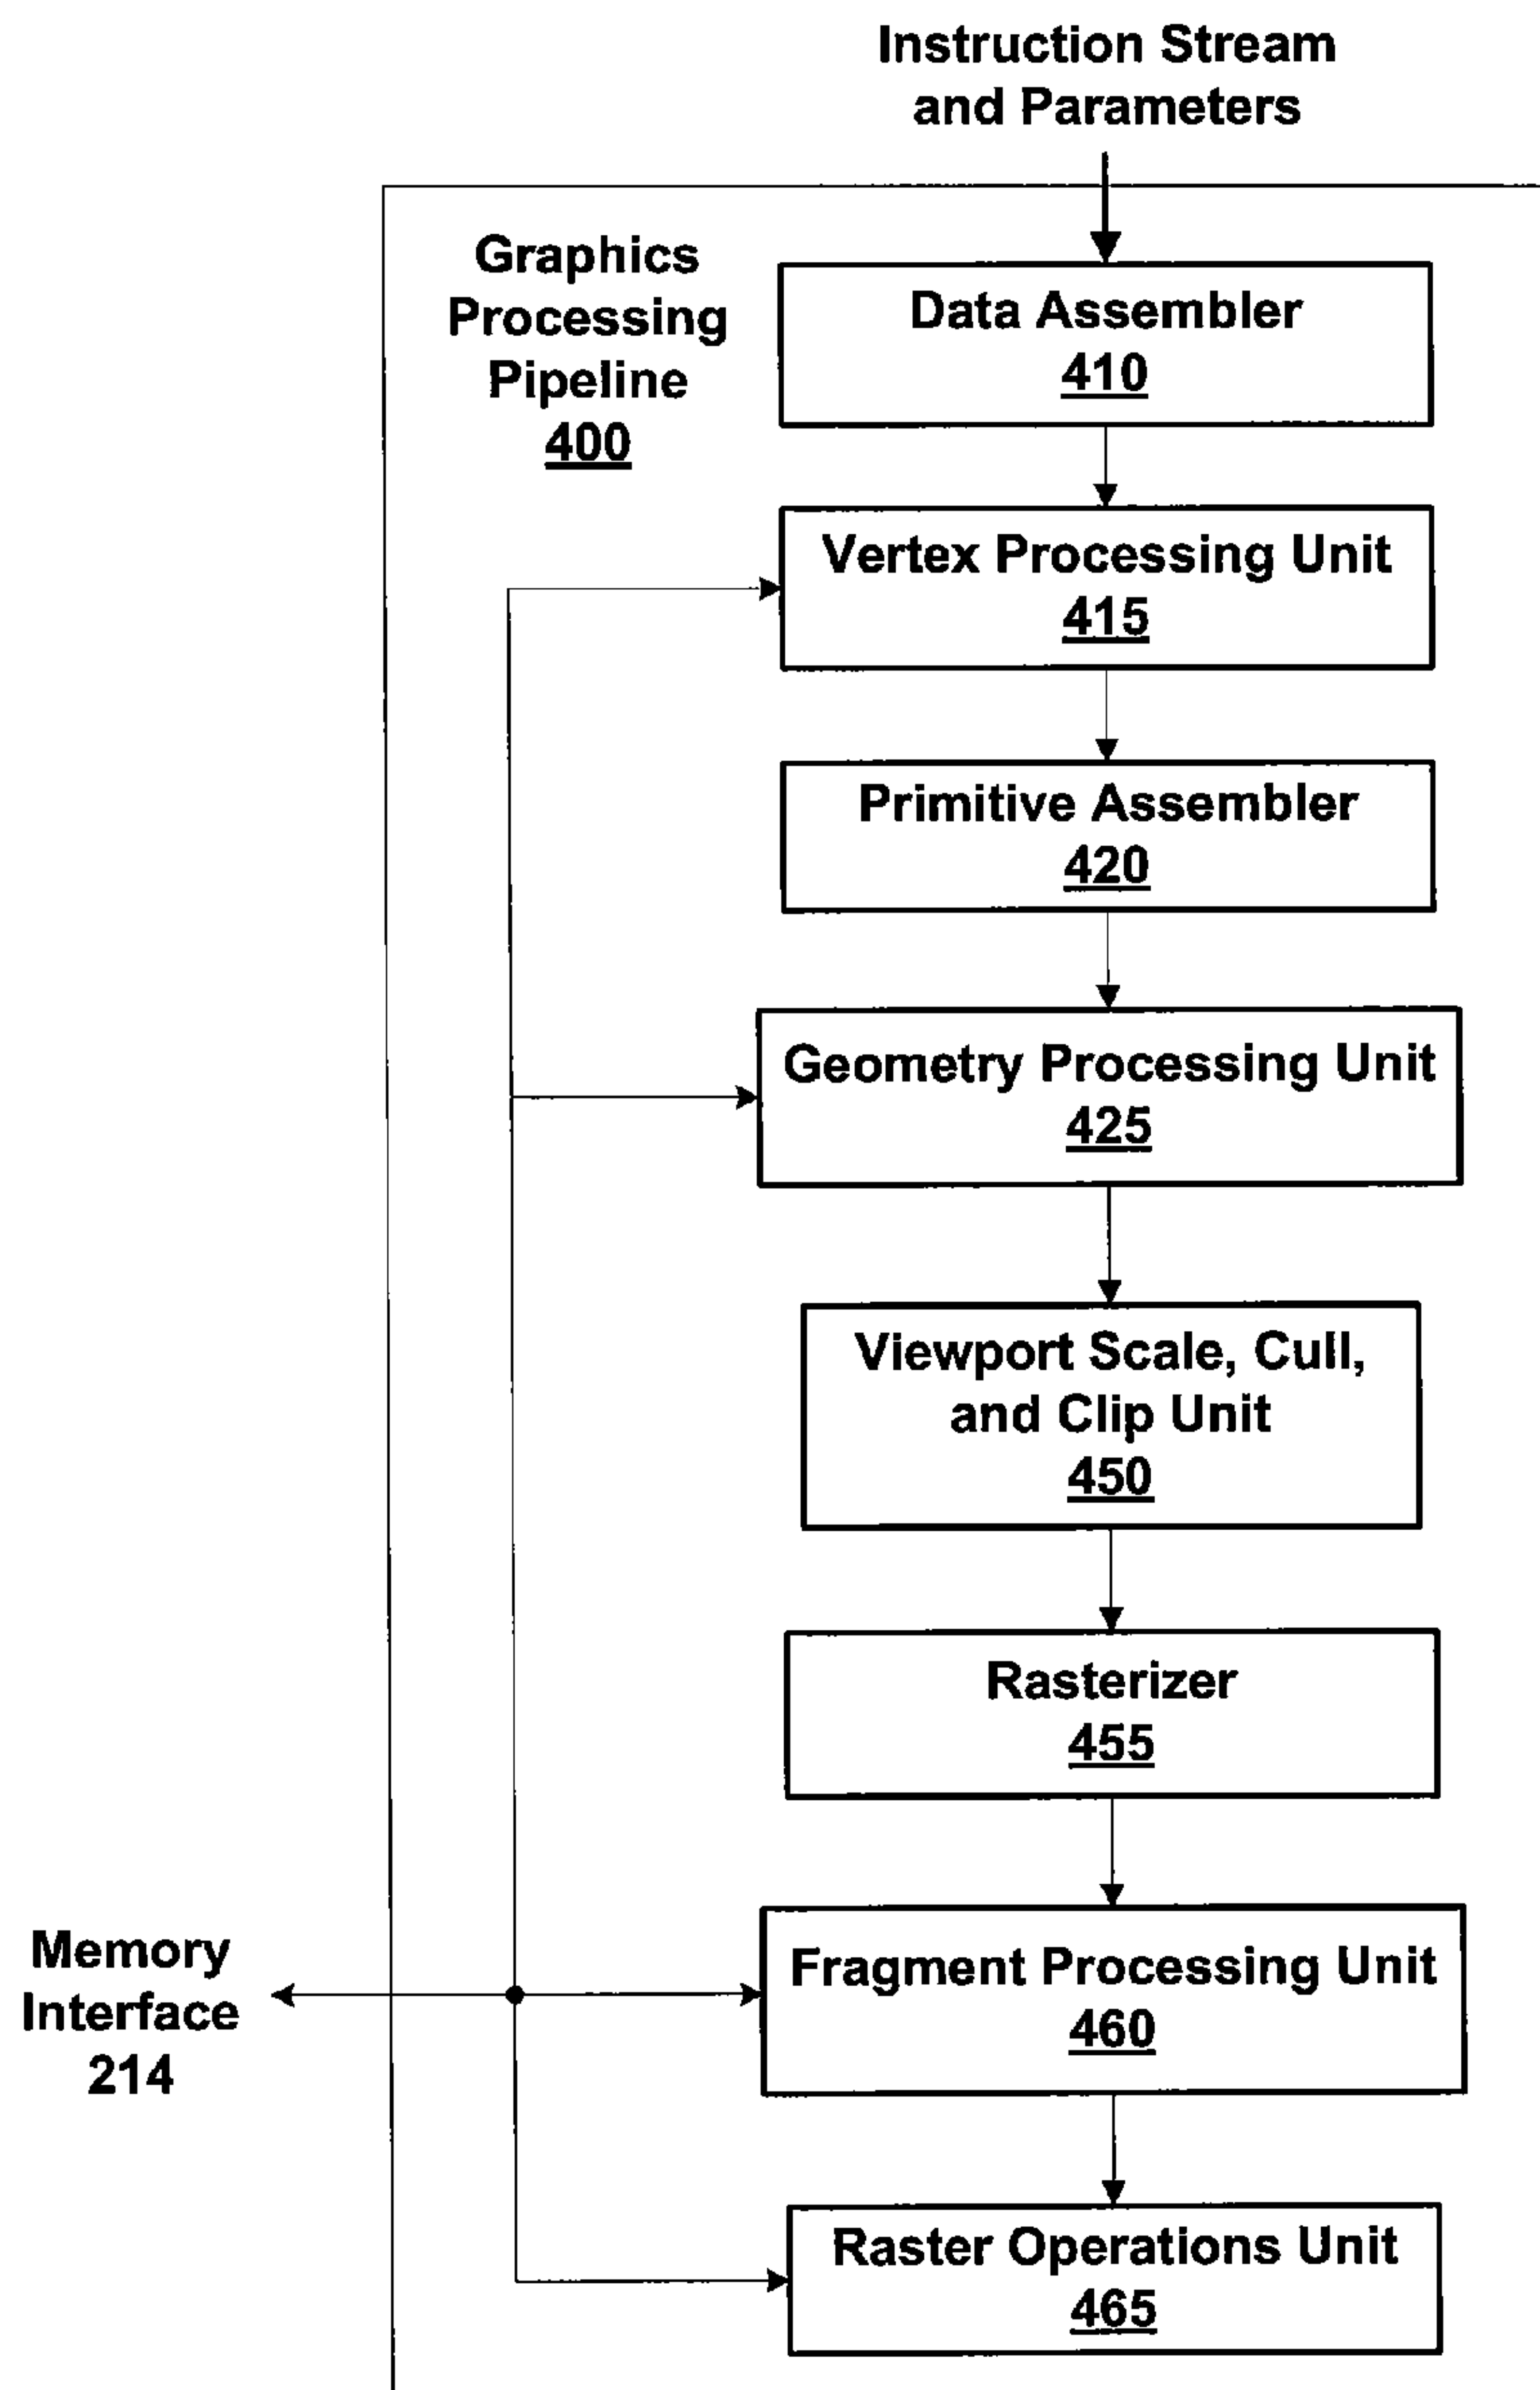 Instruction Stream
and Parameters
Graphics
Processing
Pipeline
400
Data Assembler
410
Vertex Processing Unit
415
Primitive Assembler
420
Geometry Processing Unit
425
Viewport Scale, Cull,
and Clip Unit
450
Rasterizer
455
Memory
Interface
214
Fragment Processing Unit
460
Raster Operations Unit
465